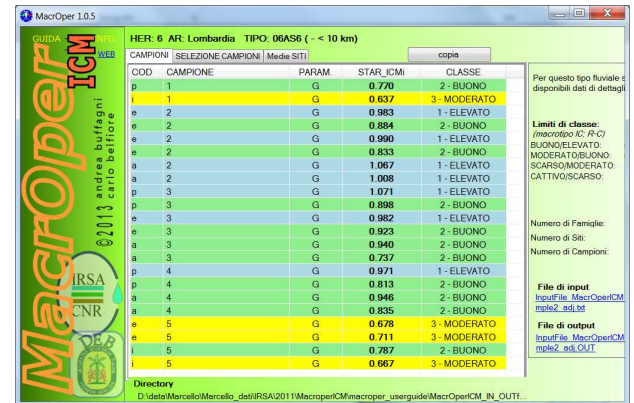 MacrOper 1.0.5
GUIDA
INFO
WEB
MacrOper
ICM
©2013 andrea buffagni
carlo belfiore
IRSA
CNR
DEB
HER: 6 AR: Lombardia TIPO: 06AS6 ( - < 10 km)
CAMPIONI SELEZIONE CAMPIONI Medie SITI copia
COD CAMPIONE PARAM. STAR_ICMi CLASSE
p 1 G 0.770 2 - BUONO
i 1 G 0.637 3 - MODERATO
e 2 G 0.983 1 - ELEVATO
e 2 G 0.884 2 - BUONO
e 2 G 0.990 1 - ELEVATO
e 2 G 0.833 2 - BUONO
a 2 G 1.067 1 - ELEVATO
a 2 G 1.008 1 - ELEVATO
p 3 G 1.071 1 - ELEVATO
p 3 G 0.898 2 - BUONO
e 3 G 0.982 1 - ELEVATO
e 3 G 0.923 2 - BUONO
a 3 G 0.940 2 - BUONO
a 3 G 0.737 2 - BUONO
p 4 G 0.971 1 - ELEVATO
p 4 G 0.813 2 - BUONO
a 4 G 0.946 2 - BUONO
a 4 G 0.835 2 - BUONO
e 5 G 0.678 3 - MODERATO
e 5 G 0.711 3 - MODERATO
i 5 G 0.787 2 - BUONO
i 5 G 0.667 3 - MODERATO
Per questo tipo fluviale s
disponibili dati di dettagli
Limiti di classe:
(macrotipo IC: R-C)
BUONO/ELEVATO:
MODERATO/BUONO:
SCARSO/MODERATO:
CATTIVO/SCARSO:
Numero di Famiglie:
Numero di Siti:
Numero di Campioni:
File di input
InputFile_MacrOperICM
mple2_adj.txt
File di output
InputFile_MacrOperICM
mple2_adj.OUT
Directory
D:\data\Marcello\Marcello_dati\IRSA\2011\MacroperICM\macroper_userguide\MacrOperICM_IN_OUT\f...